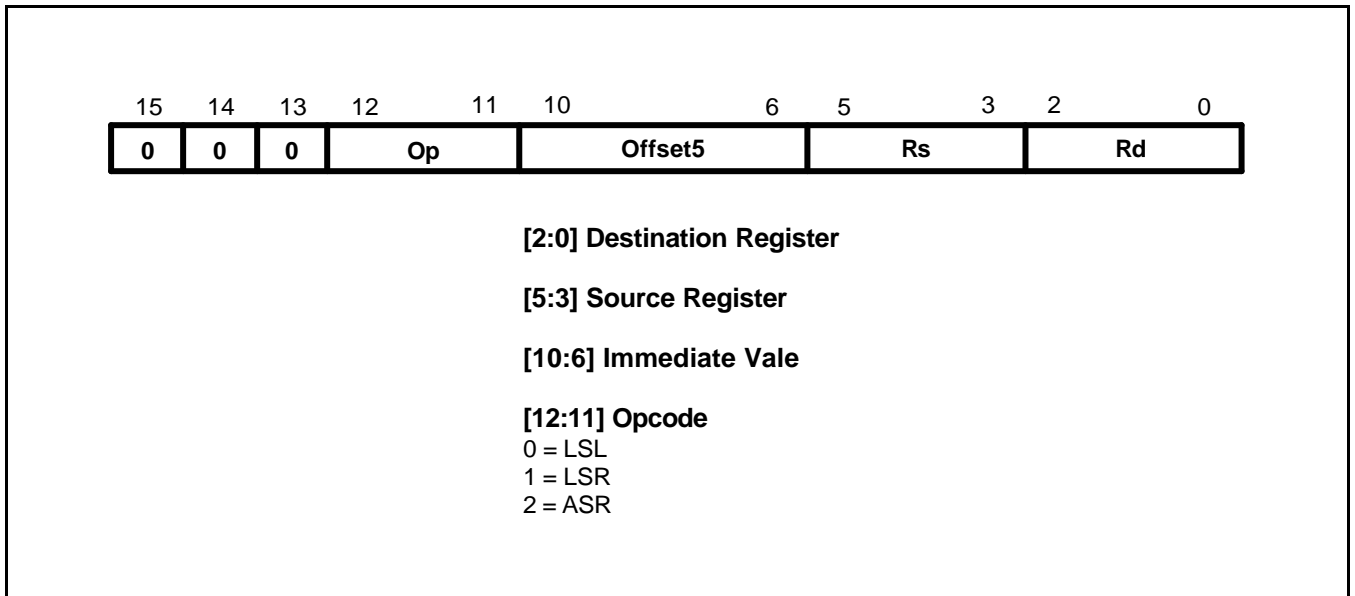 15 14 13 12 11 10 6 5 3 2 0
0 0 0 Op Offset5 Rs Rd
[2:0] Destination Register
[5:3] Source Register
[10:6] Immediate Vale
[12:11] Opcode
0 = LSL
1 = LSR
2 = ASR